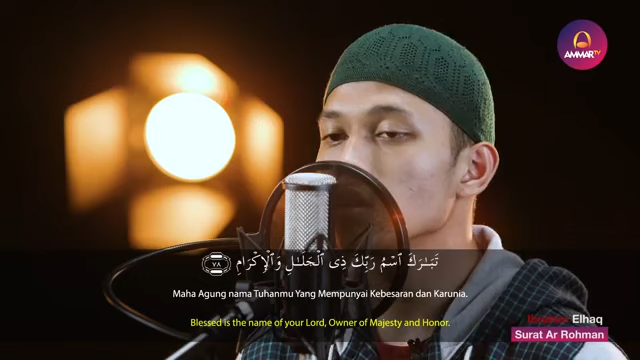 AMMAR TV
تَبَٰرَكَ ٱسْمُ رَبِّكَ ذِى ٱلْجَلَٰلِ وَٱلْإِكْرَامِ ٧٨
Maha Agung nama Tuhanmu Yang Mempunyai Kebesaran dan Karunia.
Blessed is the name of your Lord, Owner of Majesty and Honor.
Elhaq
Surat Ar Rohman